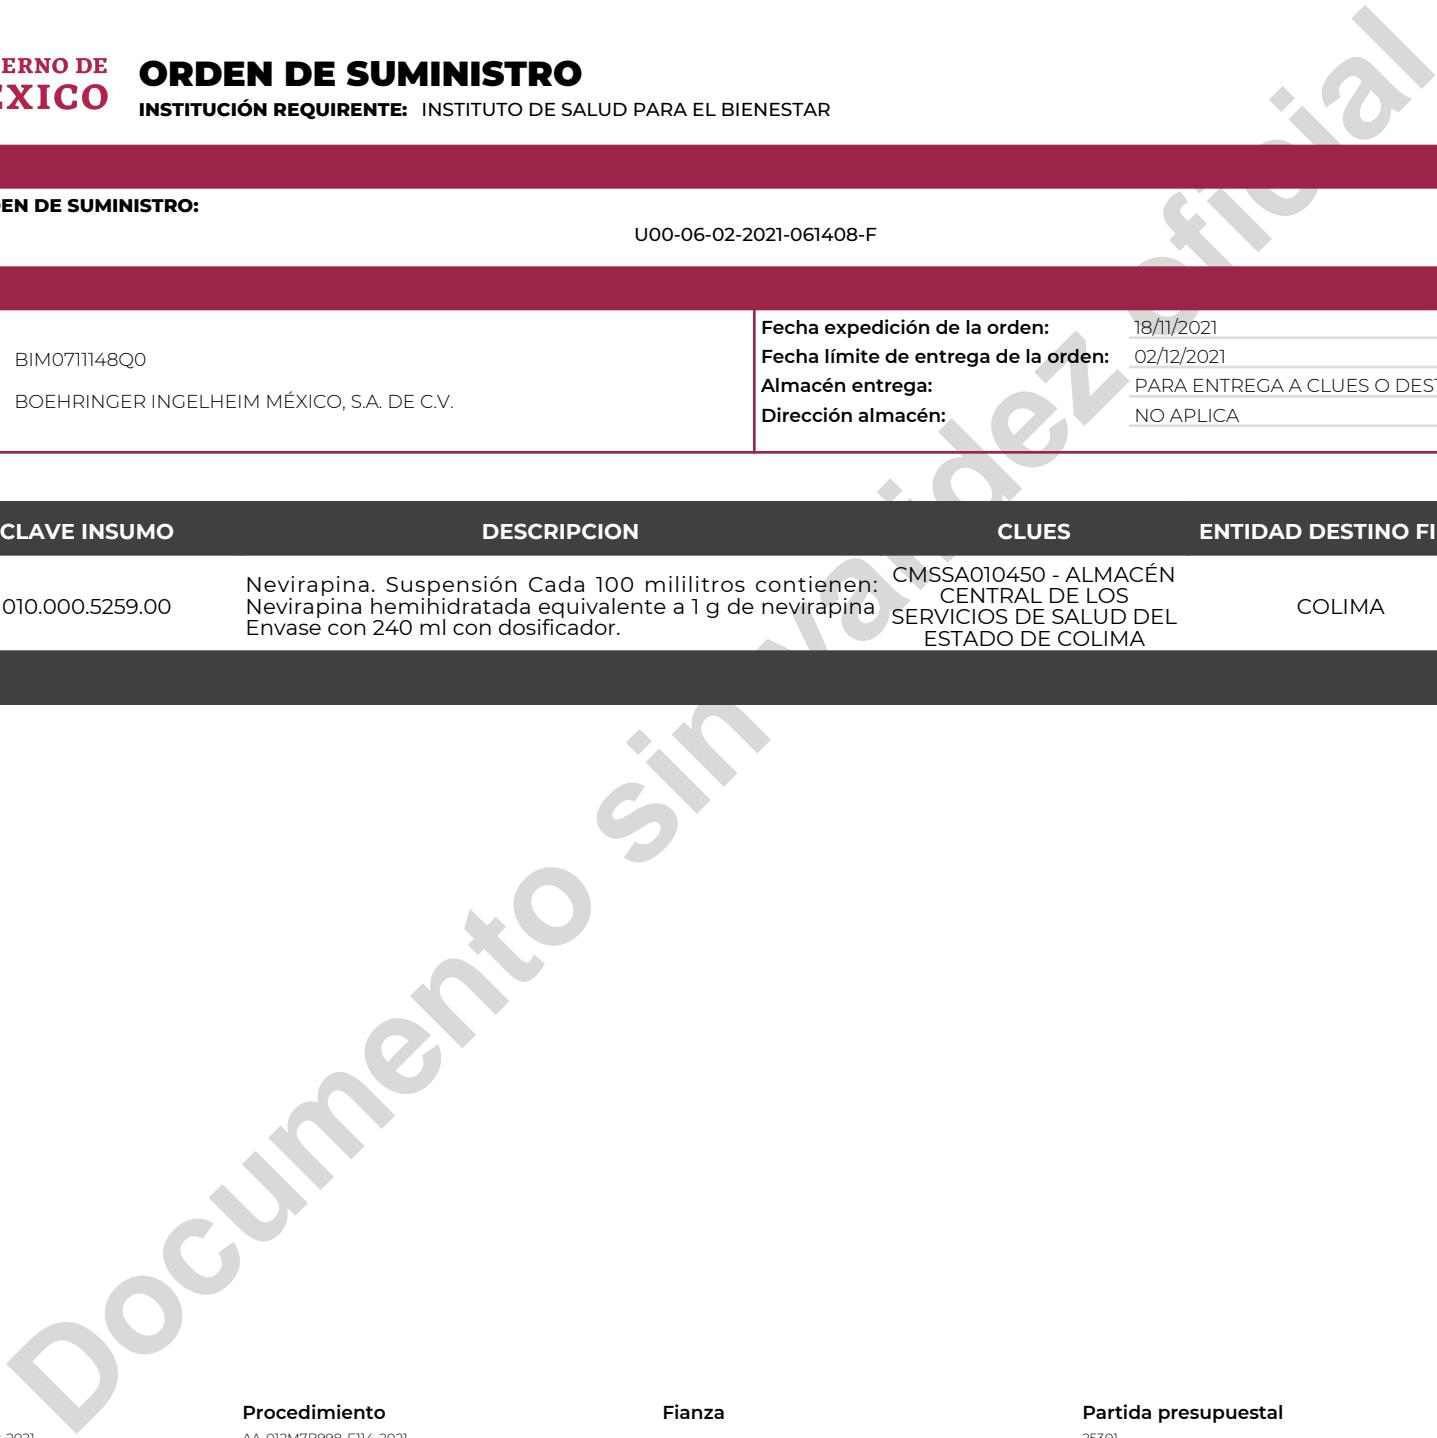 ERNO DE
ÉXICO
ORDEN DE SUMINISTRO
INSTITUCIÓN REQUIRENTE: INSTITUTO DE SALUD PARA EL BIENESTAR
EN DE SUMINISTRO:
U00-06-02-2021-061408-F
BIM0711148Q0
BOEHRINGER INGELHEIM MÉXICO, S.A. DE C.V.
Fecha expedición de la orden: 18/11/2021
Fecha límite de entrega de la orden: 02/12/2021
Almacén entrega: PARA ENTREGA A CLUES O DEST
Dirección almacén: NO APLICA
CLAVE INSUMO DESCRIPCION CLUES ENTIDAD DESTINO FI
010.000.5259.00
Nevirapina. Suspensión Cada 100 mililitros contienen:
Nevirapina hemihidratada equivalente a 1 g de nevirapina
Envase con 240 ml con dosificador.
CMSSA010450 - ALMACÉN
CENTRAL DE LOS
SERVICIOS DE SALUD DEL
ESTADO DE COLIMA
COLIMA
Documento sin validez oficial
Procedimiento Fianza Partida presupuestal